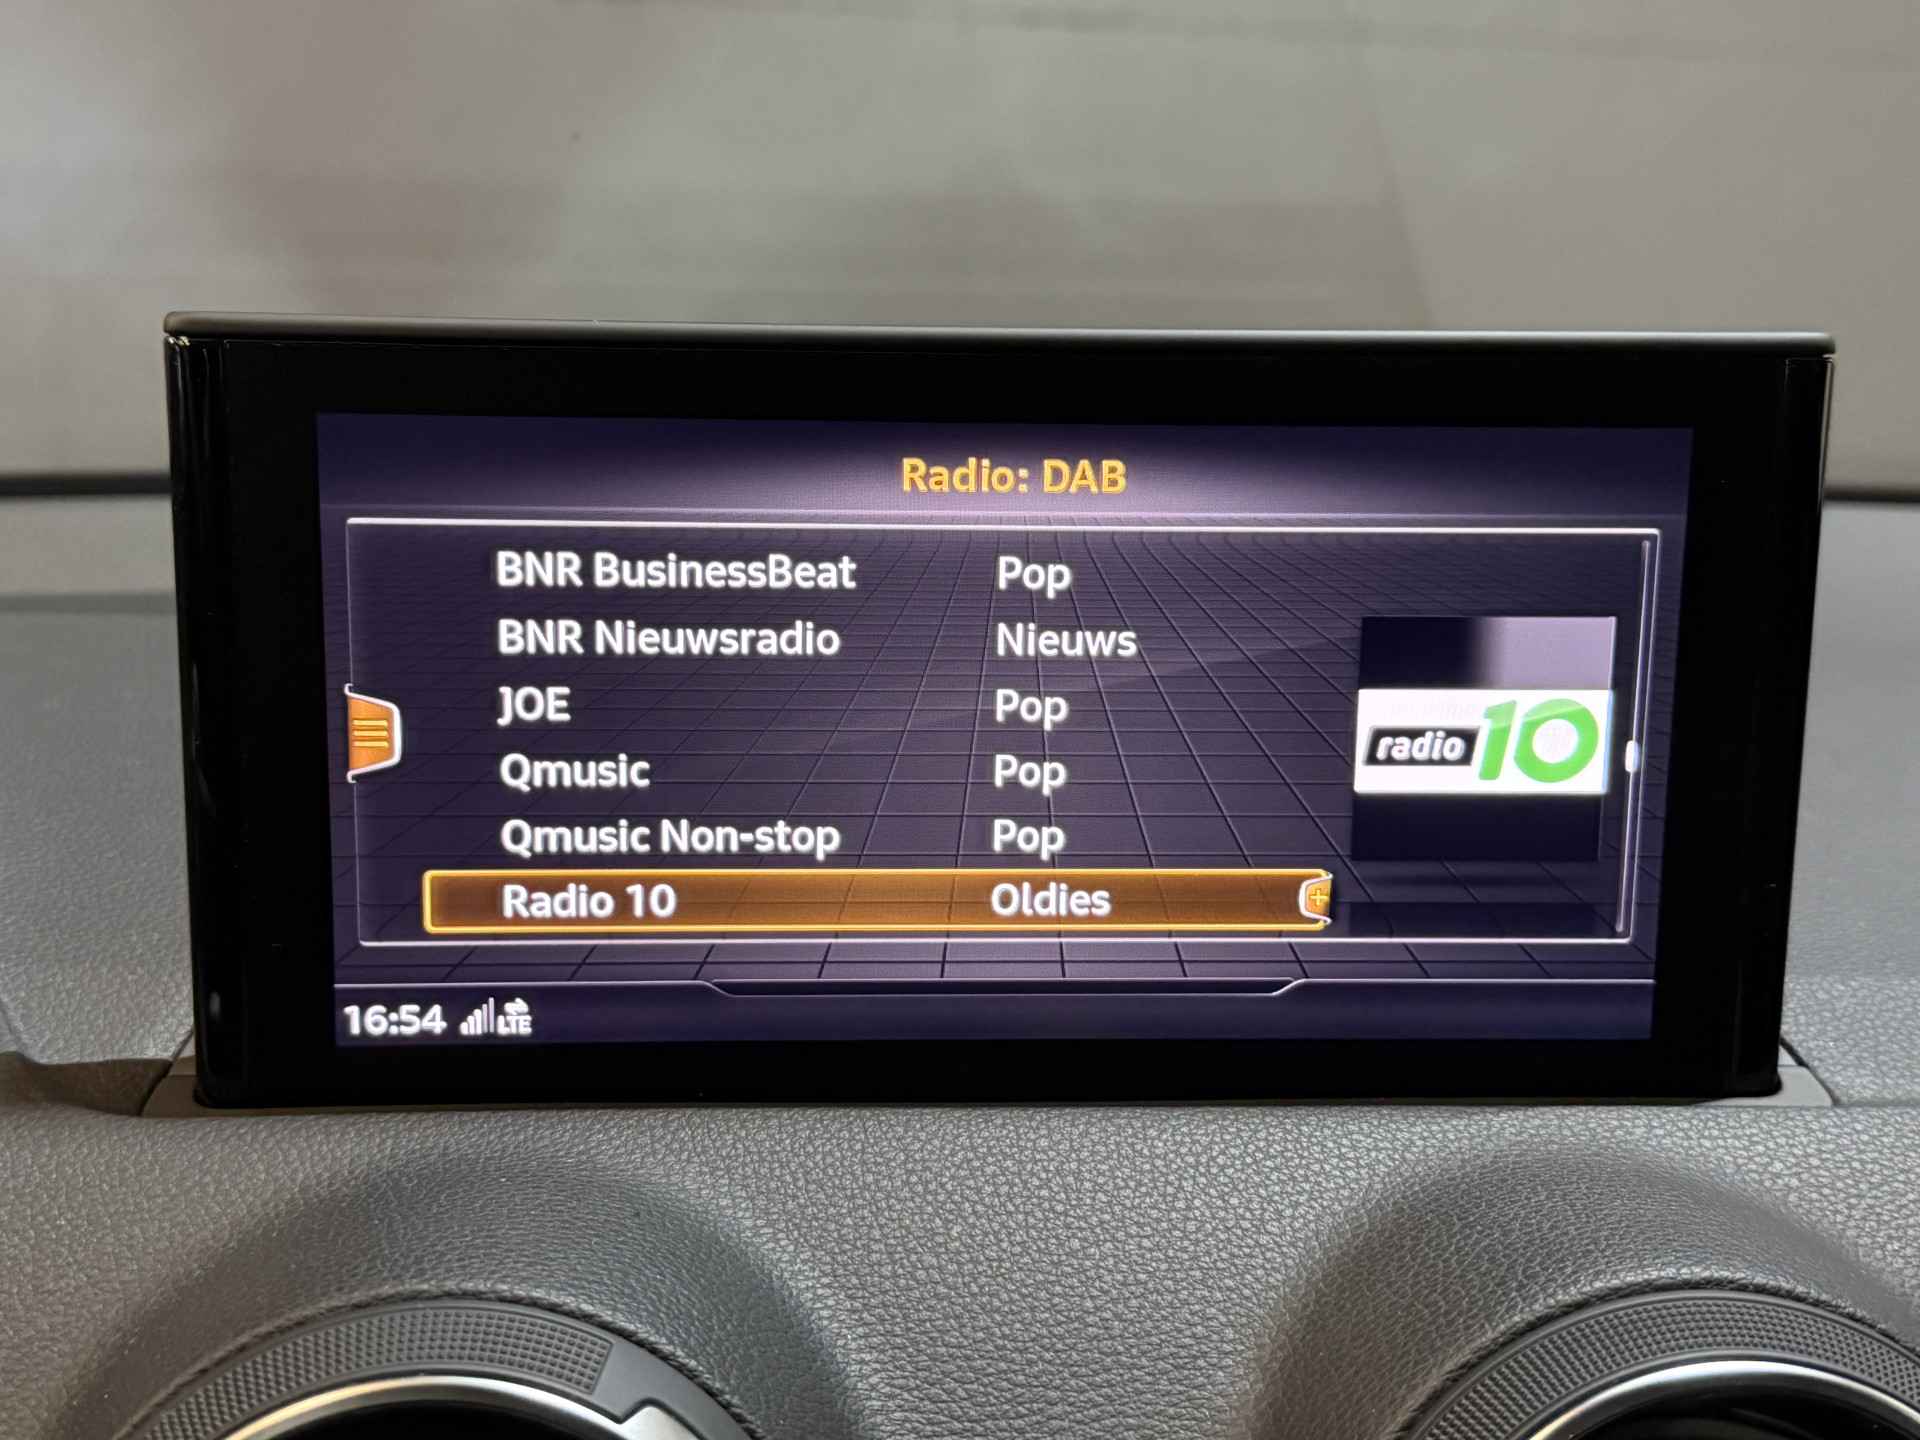 Radio: DAB
BNR BusinessBeat Pop
BNR Nieuwsradio Nieuws
JOE Pop
Qmusic Pop
Qmusic Non-stop Pop
radio 10
Radio 10 Oldies
16:54 LTE